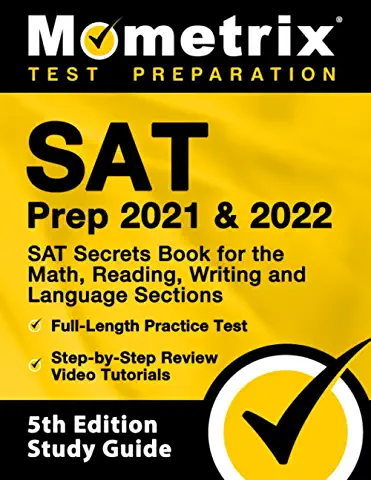 Mometrix®
TEST PREPARATION
SAT
Prep 2021 & 2022
SAT Secrets Book for the
Math, Reading, Writing and
Language Sections
Full-Length Practice Test
Step-by-Step Review
Video Tutorials
5th Edition
Study Guide